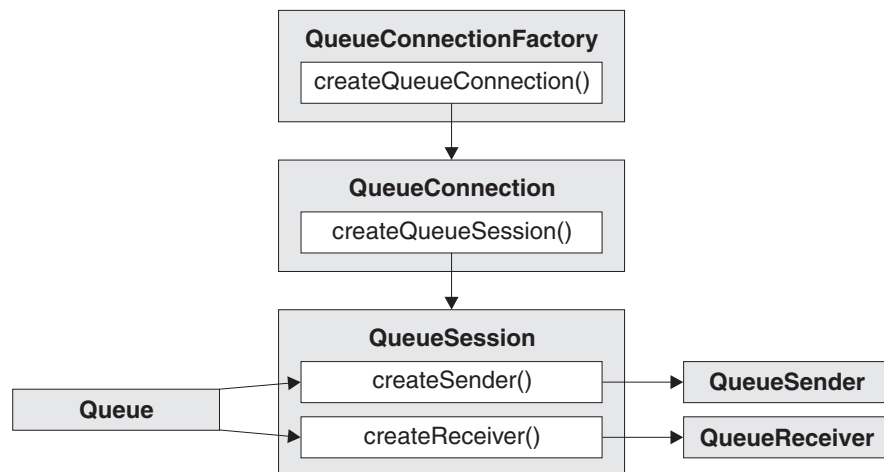 QueueConnectionFactory
createQueueConnection()
QueueConnection
createQueueSession()
QueueSession
createSender()
QueueSender
Queue
createReceiver()
QueueReceiver